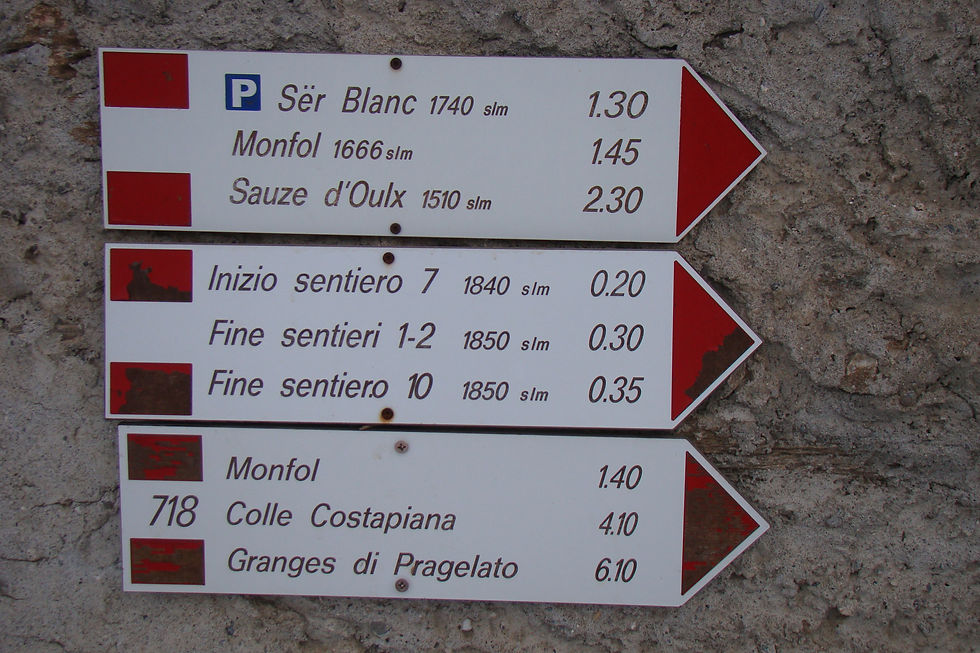 P Sër Blanc 1740 slm 1.30
Monfol 1666 slm 1.45
Sauze d'Oulx 1510 slm 2.30
Inizio sentiero 7 1840 slm 0.20
Fine sentieri 1-2 1850 slm 0.30
Fine sentiero 10 1850 slm 0.35
Monfol 1.40
718 Colle Costapiana 4.10
Granges di Pragelato 6.10